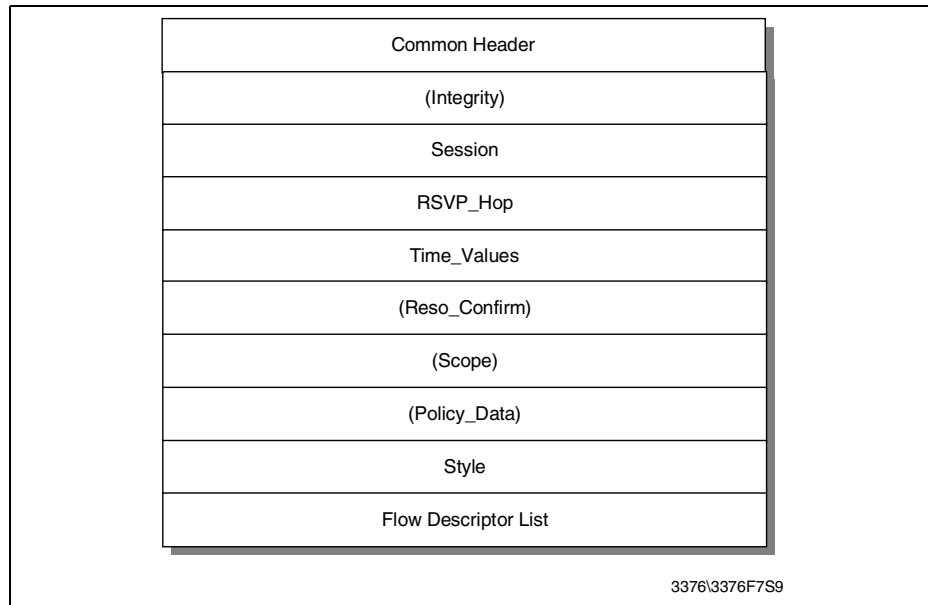 Common Header
(Integrity)
Session
RSVP_Hop
Time_Values
(Reso_Confirm)
(Scope)
(Policy_Data)
Style
Flow Descriptor List
3376\3376F7S9